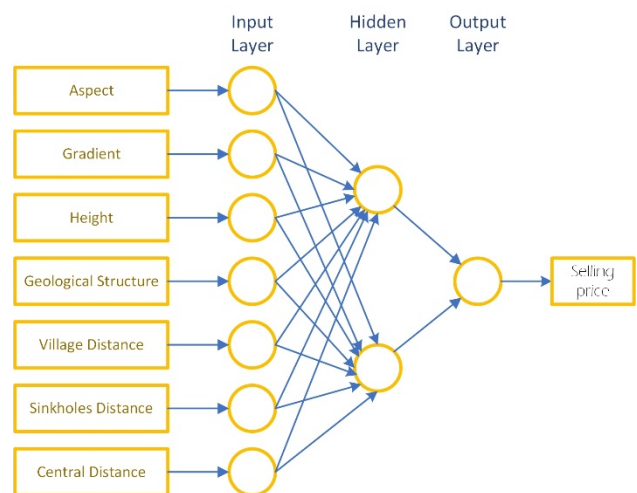 Input
Layer
Hidden
Layer
Output
Layer
Aspect
Gradient
Height
Geological Structure
Village Distance
Sinkholes Distance
Central Distance
Selling
price